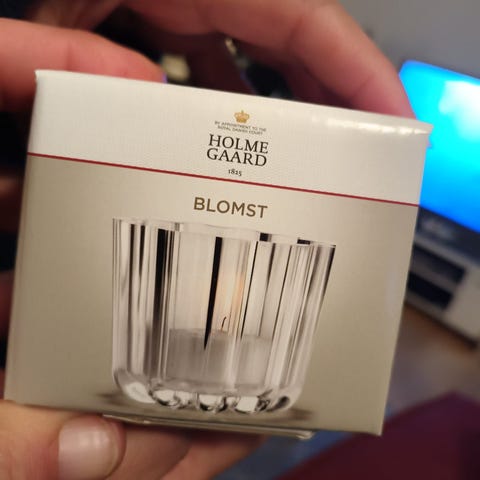 BY APPOINTMENT TO THE
ROYAL DANISH COURT
HOLME
GAARD
1825
BLOMST